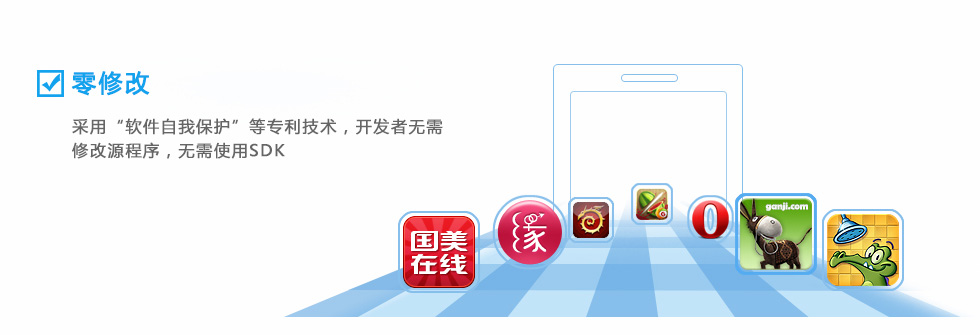 零修改
采用“软件自我保护”等专利技术，开发者无需
修改源程序，无需使用SDK
国美
在线
ganji.com